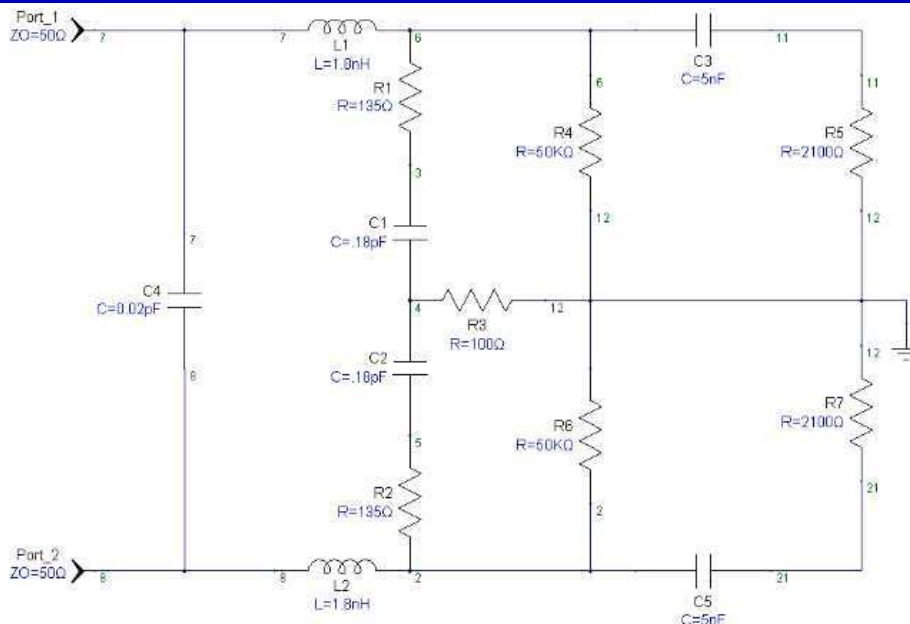 Port_1
ZO=50Ω
7
7
L1
L=1.8nH
6
C3
C=5nF
11
R1
R=135Ω
6
11
R4
R=50KΩ
R5
R=2100Ω
3
12
12
7
C1
C=.18pF
C4
C=0.02pF
4
R3
R=100Ω
12
8
C2
C=.18pF
12
R6
R=50KΩ
R7
R=2100Ω
5
R2
R=135Ω
2
21
Port_2
ZO=50Ω
8
8
L2
L=1.8nH
2
C5
C=5nF
21